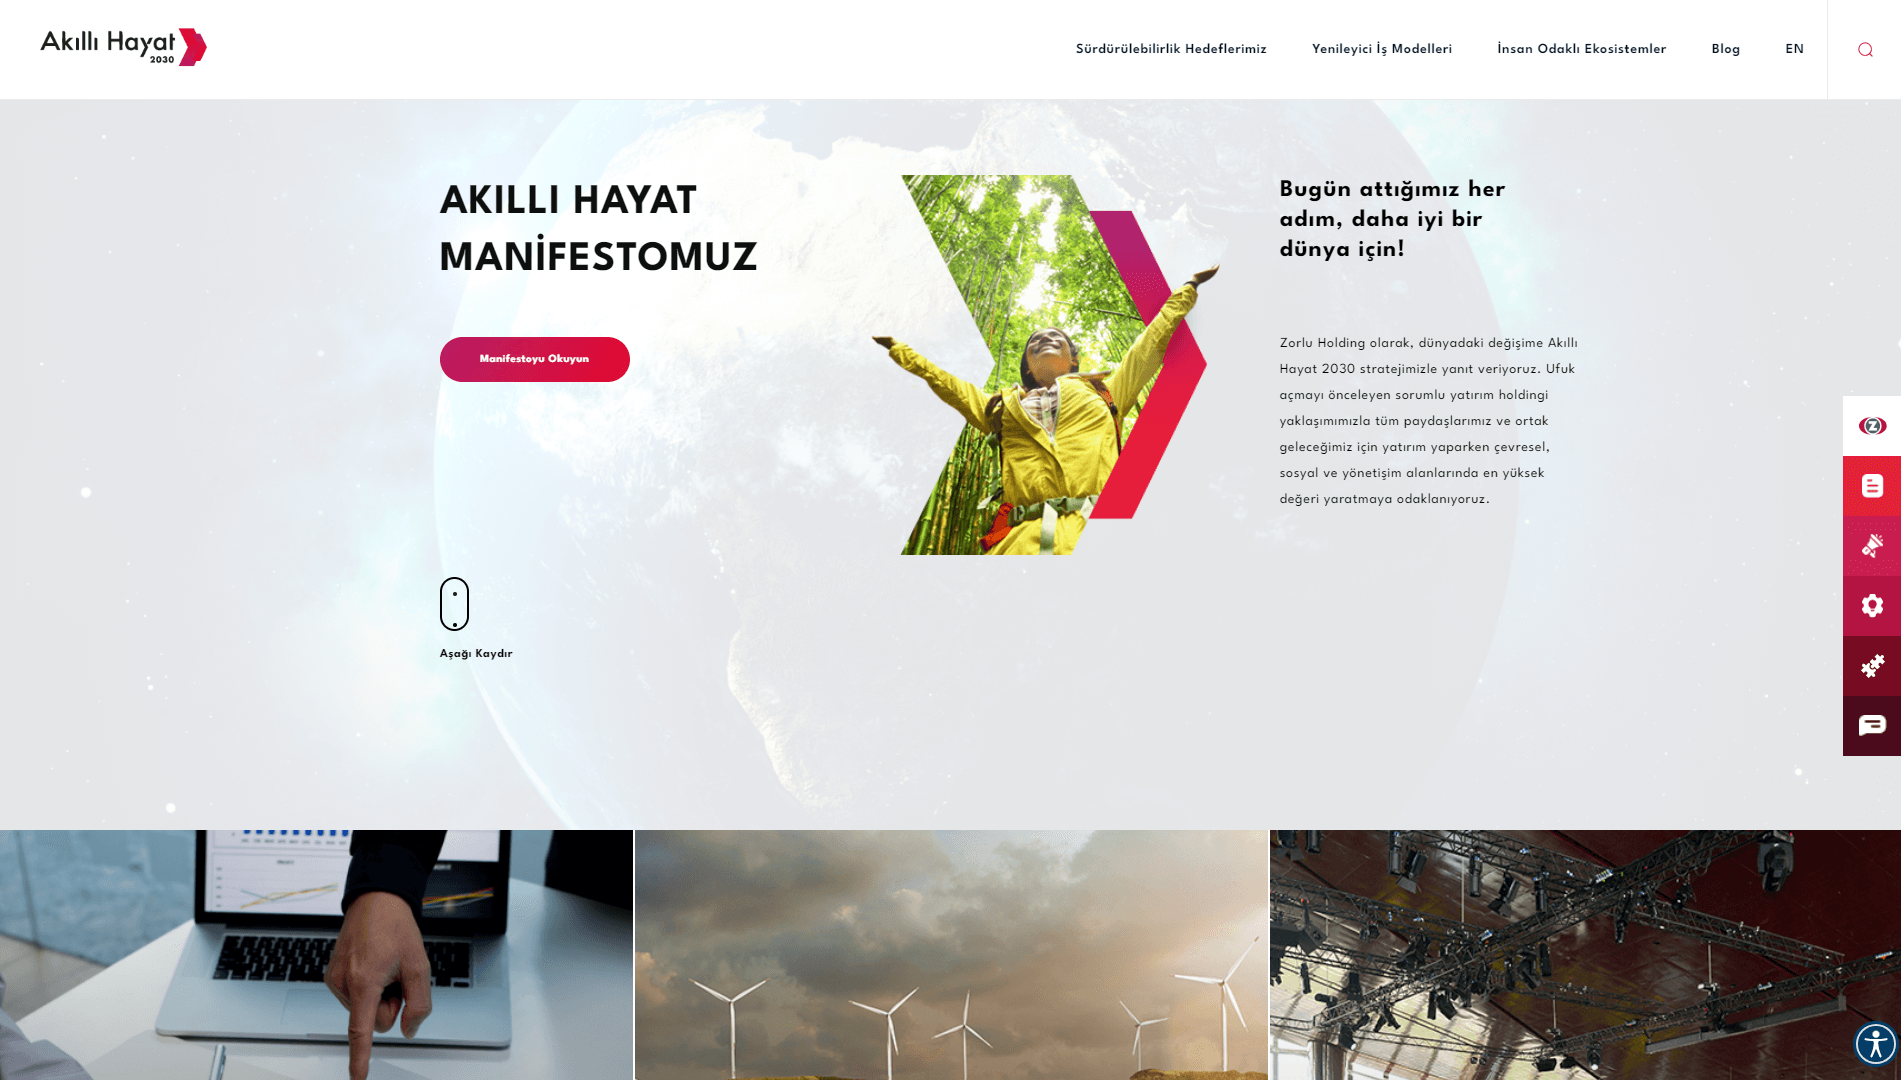 Akıllı Hayat
2030
Sürdürülebilirlik Hedeflerimiz
Yenileyici İş Modelleri
İnsan Odaklı Ekosistemler
Blog
EN
AKILLI HAYAT
MANİFESTOMUZ
Manifestoyu Okuyun
Aşağı Kaydır
Bugün attığımız her
adım, daha iyi bir
dünya için!
Zorlu Holding olarak, dünyadaki değişime Akıllı
Hayat 2030 stratejimizle yanıt veriyoruz. Ufuk
açmayı önceleyen sorumlu yatırım holdingi
yaklaşımımızla tüm paydaşlarımız ve ortak
geleceğimiz için yatırım yaparken çevresel,
sosyal ve yönetişim alanlarında en yüksek
değeri yaratmaya odaklanıyoruz.
Z